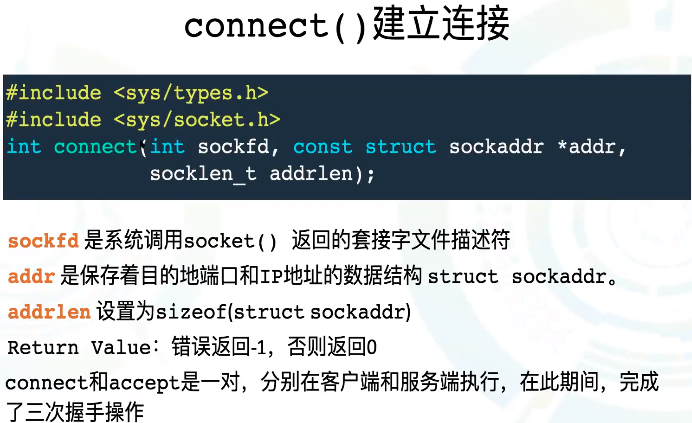 connect()建立连接
#include <sys/types.h>
#include <sys/socket.h>
int connect(int sockfd, const struct sockaddr *addr,
socklen_t addrlen);
sockfd 是系统调用socket() 返回的套接字文件描述符
addr 是保存着目的地端口和IP地址的数据结构 struct sockaddr。
addrlen 设置为sizeof(struct sockaddr)
Return Value：错误返回-1，否则返回0
connect和accept是一对，分别在客户端和服务端执行，在此期间，完成
了三次握手操作